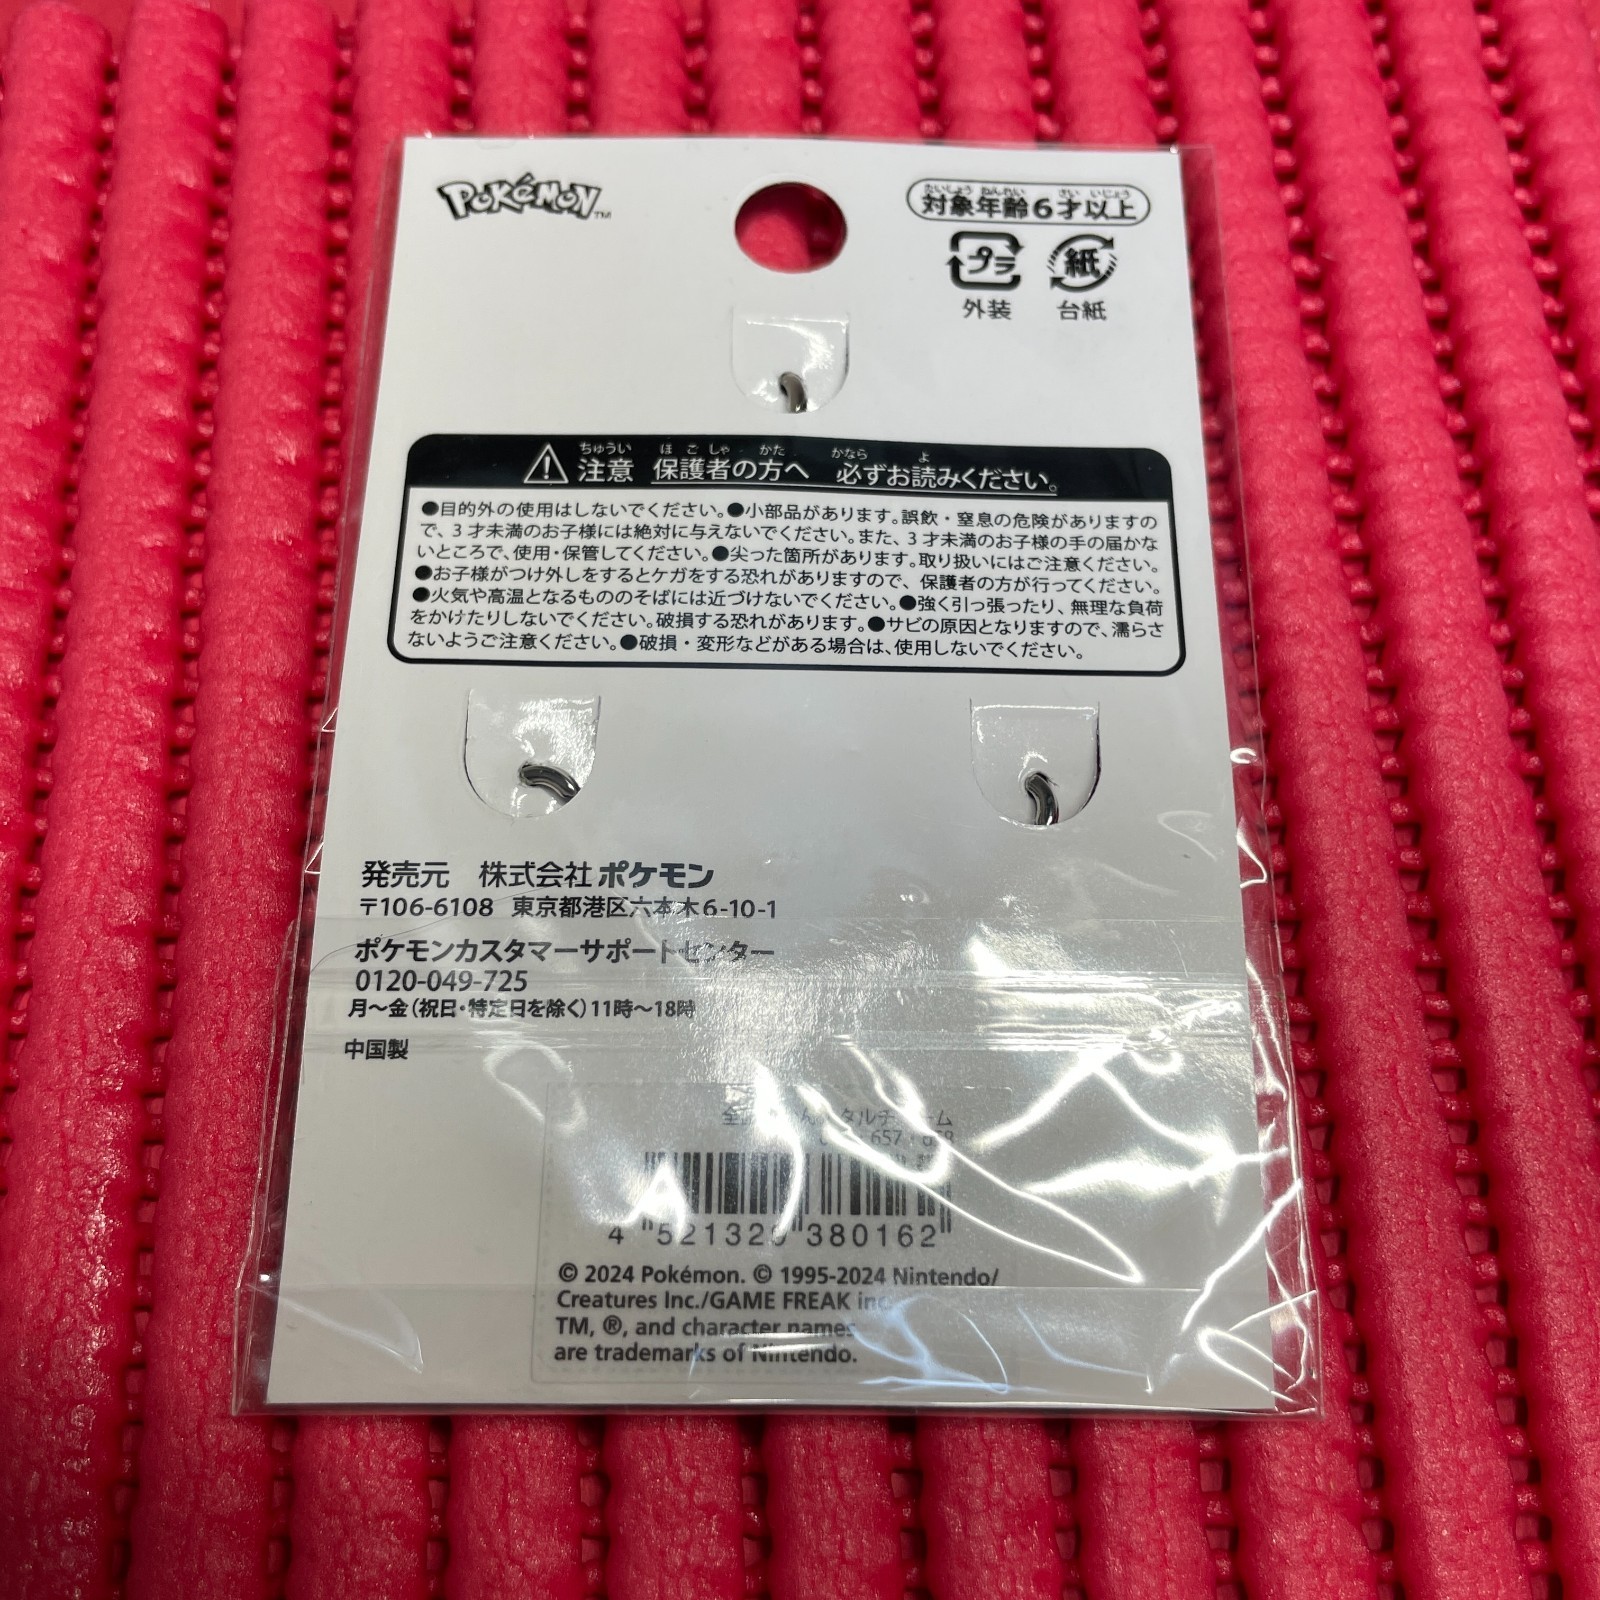 POKéMON™
たいしょう ねんれい さい いじょう
対象年齢6才以上
プラ 紙
外装 台紙
ちゅうい ほごしゃ かた かなら よ
注意 保護者の方へ 必ずお読みください。
●目的外の使用はしないでください。●小部品があります。誤飲・窒息の危険がありますの
で、3才未満のお子様には絶対に与えないでください。また、3才未満のお子様の手の届かな
いところで、使用・保管してください。●尖った箇所があります。取り扱いにはご注意ください。
●お子様がつけ外しをするとケガをする恐れがありますので、保護者の方が行ってください。
●火気や高温となるもののそばには近づけないでください。●強く引っ張ったり、無理な負荷
をかけたりしないでください。破損する恐れがあります。●サビの原因となりますので、濡らさ
ないようご注意ください。●破損・変形などがある場合は、使用しないでください。
発売元 株式会社ポケモン
〒106-6108 東京都港区六本木6-10-1
ポケモンカスタマーサポートセンター
0120-049-725
月〜金(祝日・特定日を除く)11時〜18時
中国製
657
4 521329 380162
© 2024 Pokémon. © 1995-2024 Nintendo/
Creatures Inc./GAME FREAK inc.
TM, ®, and character names
are trademarks of Nintendo.